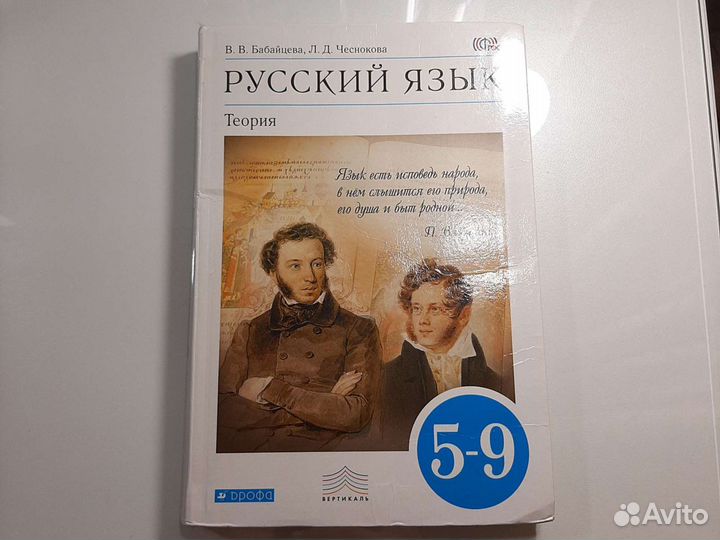 В. В. Бабайцева, Л. Д. Чеснокова
ФГОС
РУССКИЙ ЯЗЫК
Теория
Язык есть исповедь народа,
в нём слышится его природа,
его душа и быт родной...
П.
5-9
дрофа
ВЕРТИКАЛЬ
Avito